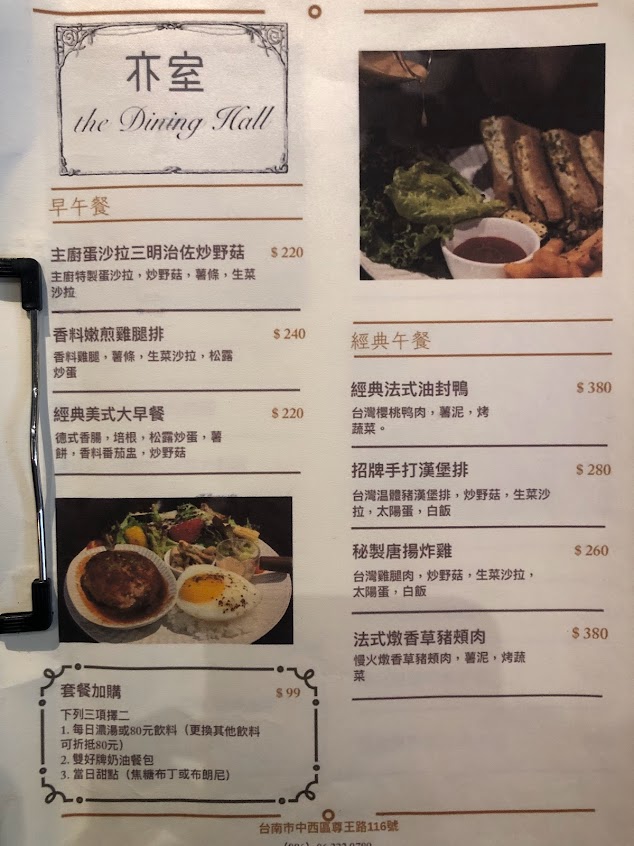 亦室
the Dining Hall
早午餐
主廚蛋沙拉三明治佐炒野菇 $220
主廚特製蛋沙拉,炒野菇,薯條,生菜
沙拉
香料嫩煎雞腿排 $240
香料雞腿,薯條,生菜沙拉,松露
炒蛋
經典美式大早餐 $220
德式香腸,培根,松露炒蛋,薯
餅,香料番茄盅,炒野菇
套餐加購 $99
下列三項擇二
1. 每日濃湯或80元飲料(更換其他飲料
可折抵80元)
2. 雙好牌奶油餐包
3. 當日甜點(焦糖布丁或布朗尼)
經典午餐
經典法式油封鴨 $380
台灣櫻桃鸭肉,薯泥,烤
蔬菜。
招牌手打漢堡排 $280
台灣温體豬漢堡排,炒野菇,生菜沙
拉,太陽蛋,白飯
秘製唐揚炸雞 $260
台灣雞腿肉,炒野菇,生菜沙拉,
太陽蛋,白飯
法式燉香草豬頰肉 $380
慢火燉香草豬頰肉,薯泥,烤蔬
菜
台南市中西區尊王路116號